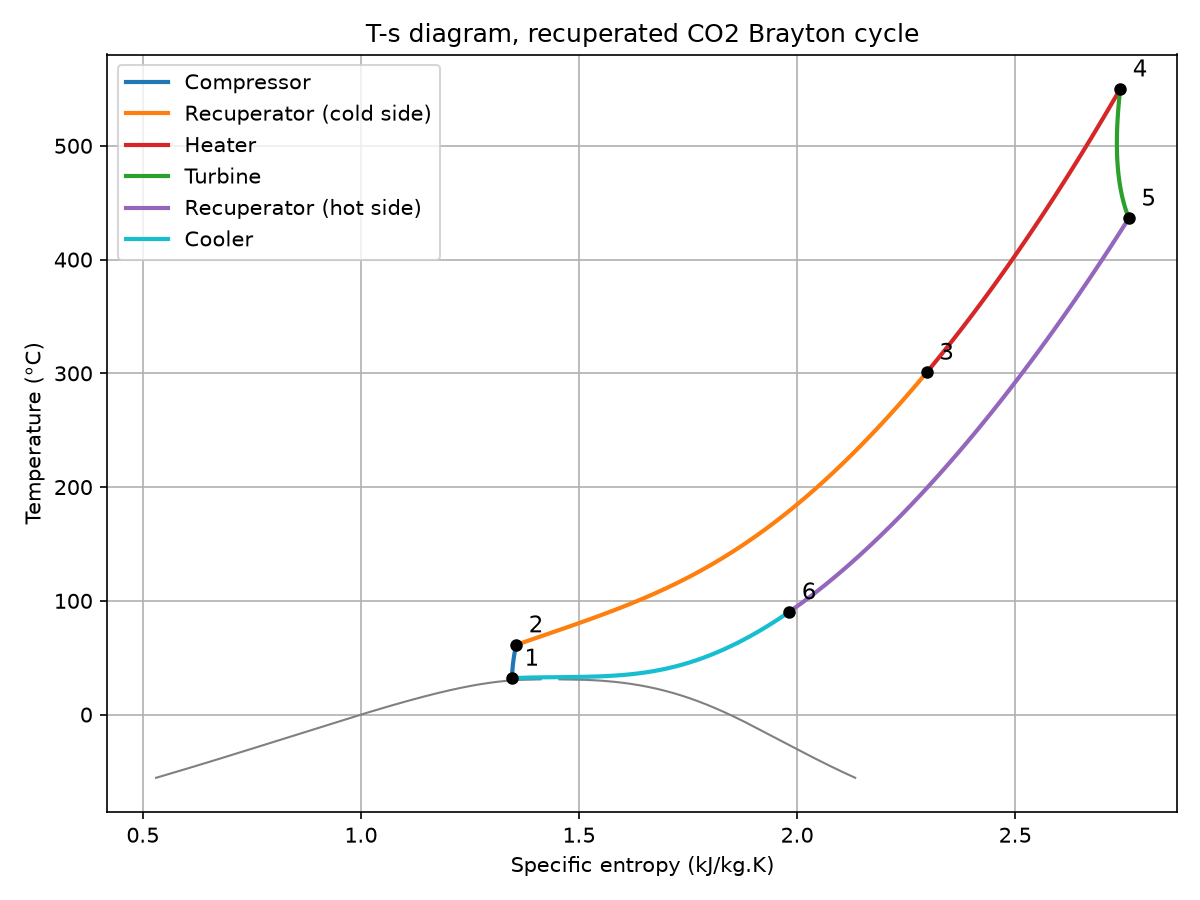 T-s diagram, recuperated CO2 Brayton cycle
Compressor
Recuperator (cold side)
Heater
Turbine
Recuperator (hot side)
Cooler
4
5
3
6
2
1
500
400
300
200
100
0
Temperature (°C)
0.5
1.0
1.5
2.0
2.5
Specific entropy (kJ/kg.K)